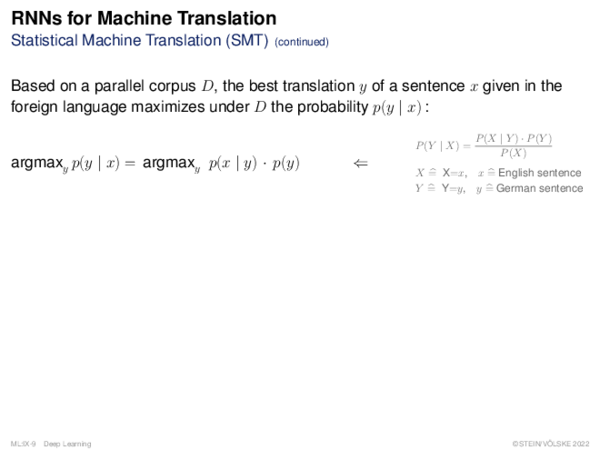 RNNs for Machine Translation
Statistical Machine Translation (SMT) (continued)
Based on a parallel corpus D, the best translation y of a sentence x given in the
foreign language maximizes under D the probability p(y | x) :
argmax_y p(y | x) = argmax_y p(x | y) · p(y) ⇐ P(Y | X) = P(X | Y) · P(Y) / P(X)
X ≙ X=x, x ≙ English sentence
Y ≙ Y=y, y ≙ German sentence
ML:IX-9 Deep Learning ©STEIN/VÖLSKE 2022